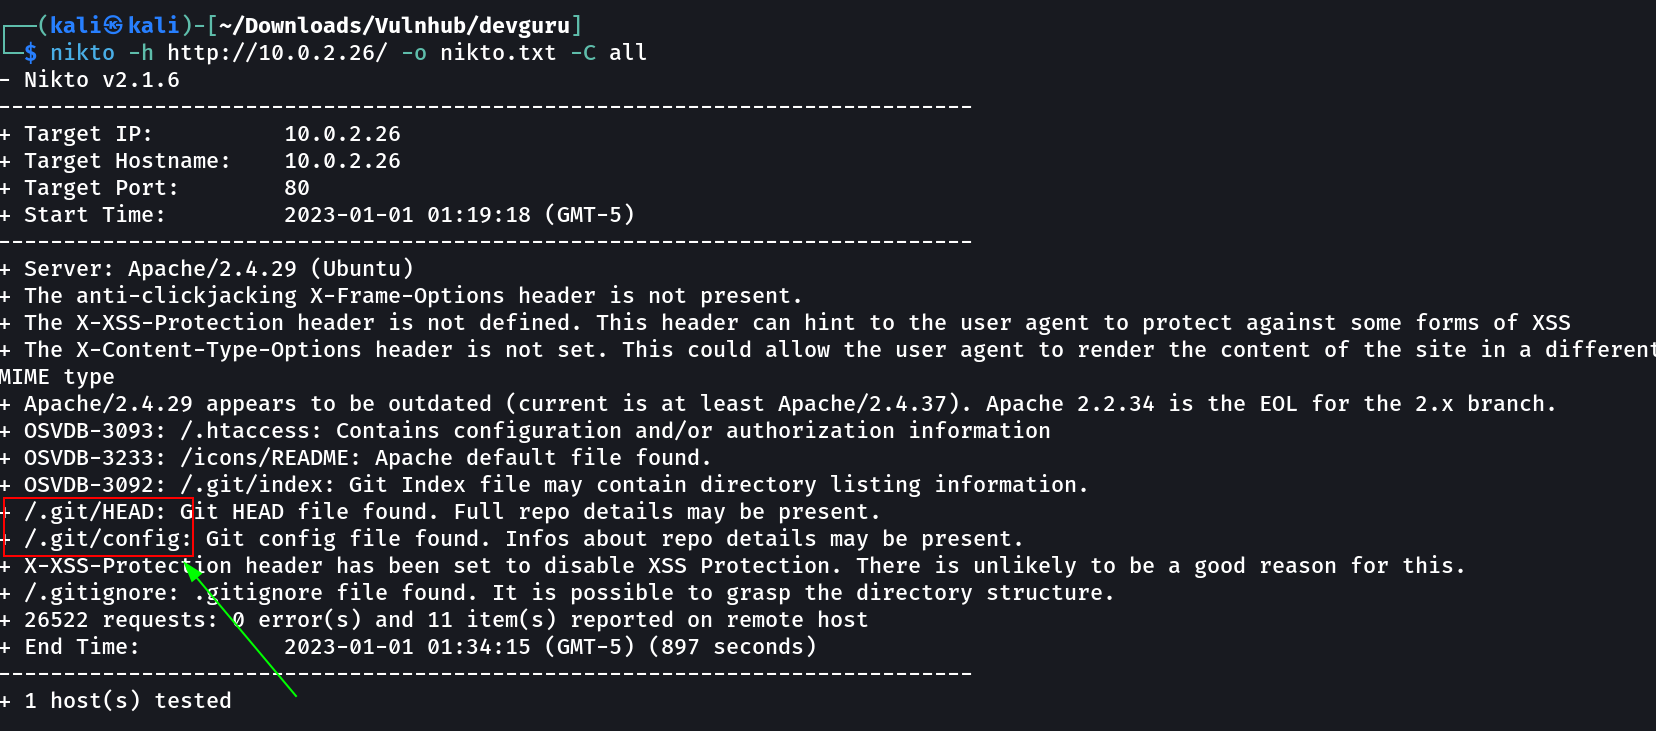 ┌──(kali㉿kali)-[~/Downloads/Vulnhub/devguru]
└─$ nikto -h http://10.0.2.26/ -o nikto.txt -C all
- Nikto v2.1.6
---------------------------------------------------------------------------
+ Target IP:          10.0.2.26
+ Target Hostname:    10.0.2.26
+ Target Port:        80
+ Start Time:         2023-01-01 01:19:18 (GMT-5)
---------------------------------------------------------------------------
+ Server: Apache/2.4.29 (Ubuntu)
+ The anti-clickjacking X-Frame-Options header is not present.
+ The X-XSS-Protection header is not defined. This header can hint to the user agent to protect against some forms of XSS
+ The X-Content-Type-Options header is not set. This could allow the user agent to render the content of the site in a different
MIME type
+ Apache/2.4.29 appears to be outdated (current is at least Apache/2.4.37). Apache 2.2.34 is the EOL for the 2.x branch.
+ OSVDB-3093: /.htaccess: Contains configuration and/or authorization information
+ OSVDB-3233: /icons/README: Apache default file found.
+ OSVDB-3092: /.git/index: Git Index file may contain directory listing information.
+ /.git/HEAD: Git HEAD file found. Full repo details may be present.
+ /.git/config: Git config file found. Infos about repo details may be present.
+ X-XSS-Protection header has been set to disable XSS Protection. There is unlikely to be a good reason for this.
+ /.gitignore: .gitignore file found. It is possible to grasp the directory structure.
+ 26522 requests: 0 error(s) and 11 item(s) reported on remote host
+ End Time:           2023-01-01 01:34:15 (GMT-5) (897 seconds)
---------------------------------------------------------------------------
+ 1 host(s) tested